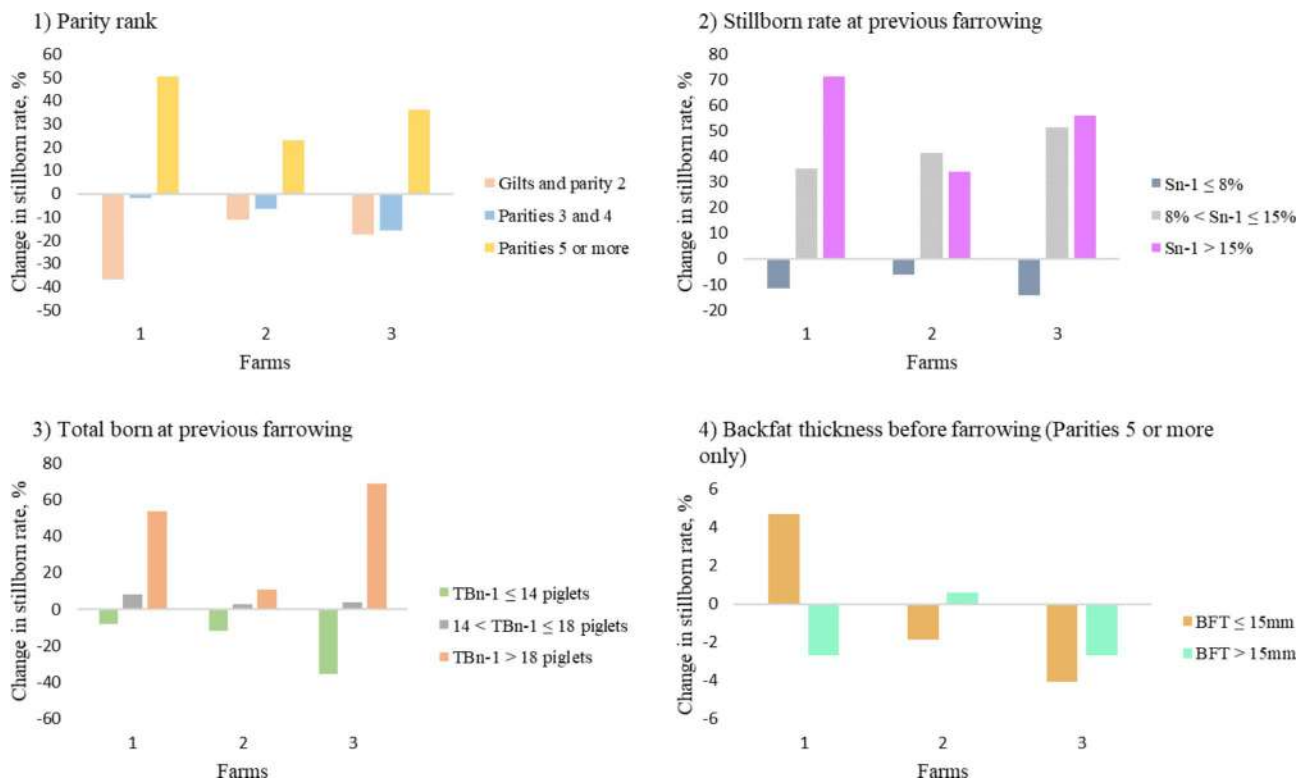 1) Parity rank
Change in stillborn rate, %
60
50
40
30
20
10
0
-10
-20
-30
-40
-50
1 2 3
Farms
Gilts and parity 2
Parities 3 and 4
Parities 5 or more
2) Stillborn rate at previous farrowing
Change in stillborn rate, %
80
70
60
50
40
30
20
10
0
-10
-20
1 2 3
Farms
Sn-1 ≤ 8%
8% < Sn-1 ≤ 15%
Sn-1 > 15%
3) Total born at previous farrowing
Change in stillborn rate, %
80
60
40
20
0
-20
-40
-60
1 2 3
Farms
TBn-1 ≤ 14 piglets
14 < TBn-1 ≤ 18 piglets
TBn-1 > 18 piglets
4) Backfat thickness before farrowing (Parities 5 or more
only)
Change in stillborn rate, %
6
4
2
0
-2
-4
-6
1 2 3
Farms
BFT ≤ 15mm
BFT > 15mm